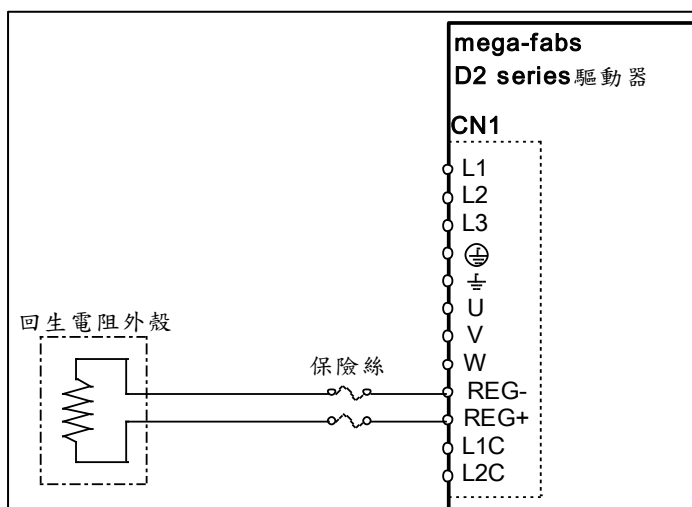 mega-fabs
D2 series驅動器
CN1
L1
L2
L3
U
V
W
REG-
REG+
L1C
L2C
回生電阻外殼
保險絲